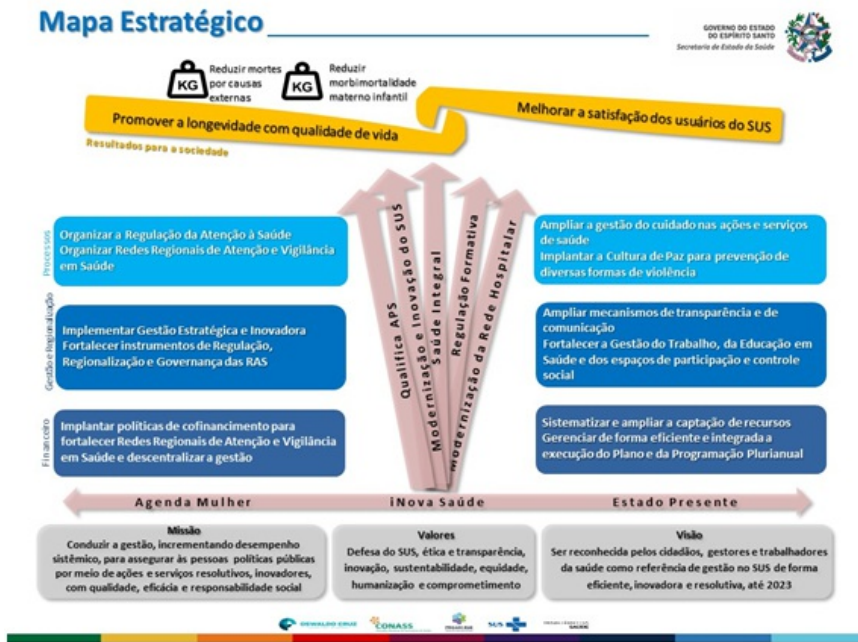 Mapa Estratégico
GOVERNO DO ESTADO
DO ESPÍRITO SANTO
Secretaria de Estado da Saúde
KG
Reduzir mortes
por causas
externas
KG
Reduzir
morbimortalidade
materno infantil
Promover a longevidade com qualidade de vida
Melhorar a satisfação dos usuários do SUS
Resultados para a sociedade
Processos
Organizar a Regulação da Atenção à Saúde
Organizar Redes Regionais de Atenção e Vigilância
em Saúde
Gestão e Regionalização
Implementar Gestão Estratégica e Inovadora
Fortalecer instrumentos de Regulação,
Regionalização e Governança das RAS
Financeiro
Implantar políticas de cofinancimento para
fortalecer Redes Regionais de Atenção e Vigilância
em Saúde e descentralizar a gestão
Qualifica APS
Modernização e Inovação do SUS
Saúde Integral
Regulação Formativa
Modernização da Rede Hospitalar
Ampliar a gestão do cuidado nas ações e serviços
de saúde
Implantar a Cultura de Paz para prevenção de
diversas formas de violência
Ampliar mecanismos de transparência e de
comunicação
Fortalecer a Gestão do Trabalho, da Educação em
Saúde e dos espaços de participação e controle
social
Sistematizar e ampliar a captação de recursos
Gerenciar de forma eficiente e integrada a
execução do Plano e da Programação Plurianual
Agenda Mulher
iNova Saúde
Estado Presente
Missão
Conduzir a gestão, incrementando desempenho
sistêmico, para assegurar às pessoas políticas públicas
por meio de ações e serviços resolutivos, inovadores,
com qualidade, eficácia e responsabilidade social
Valores
Defesa do SUS, ética e transparência,
inovação, sustentabilidade, equidade,
humanização e comprometimento
Visão
Ser reconhecida pelos cidadãos, gestores e trabalhadores
da saúde como referência de gestão no SUS de forma
eficiente, inovadora e resolutiva, até 2023
OSWALDO CRUZ
CONASS
SUS